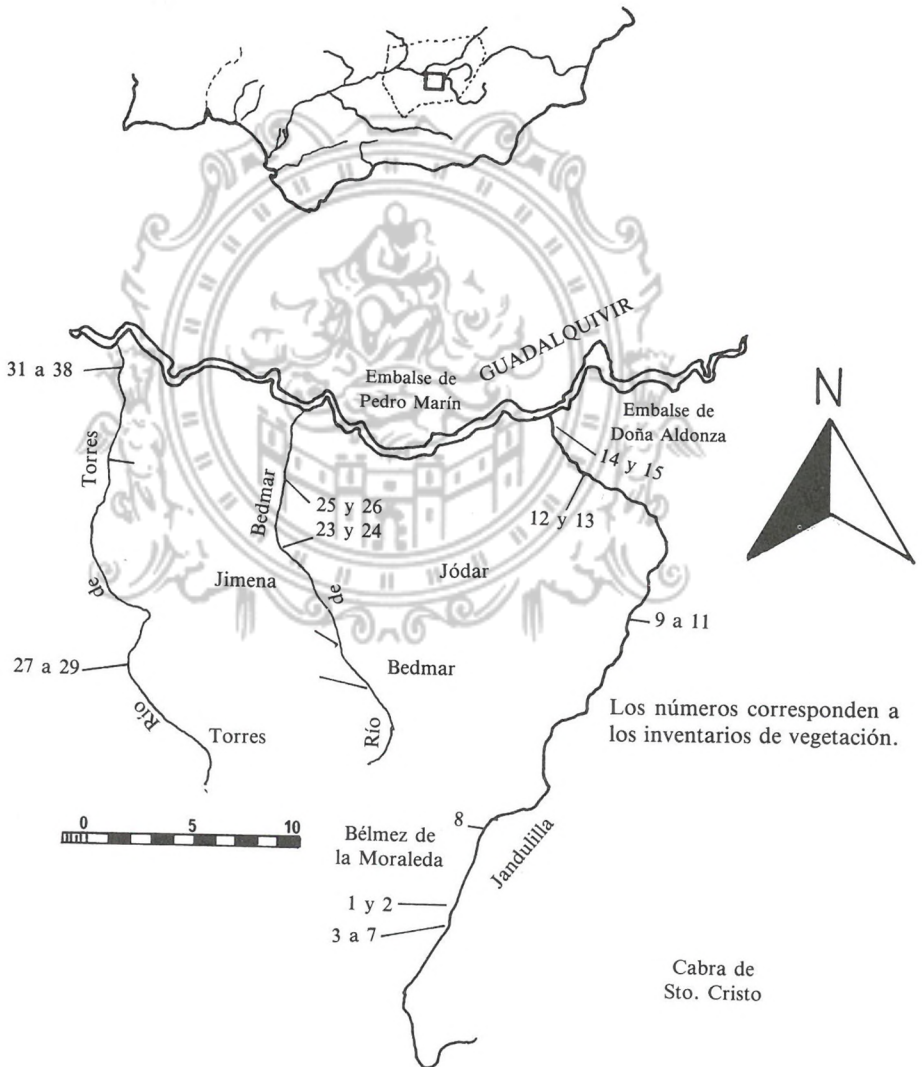 GUADALQUIVIR
Embalse de
Pedro Marín
Embalse de
Doña Aldonza
N
31 a 38
Torres
de
Río
27 a 29
Torres
Bedmar
de
Río
25 y 26
23 y 24
Jimena
Jódar
Bedmar
14 y 15
12 y 13
9 a 11
Los números corresponden a
los inventarios de vegetación.
0 5 10
8
Bélmez de
la Moraleda
Jandulilla
1 y 2
3 a 7
Cabra de
Sto. Cristo